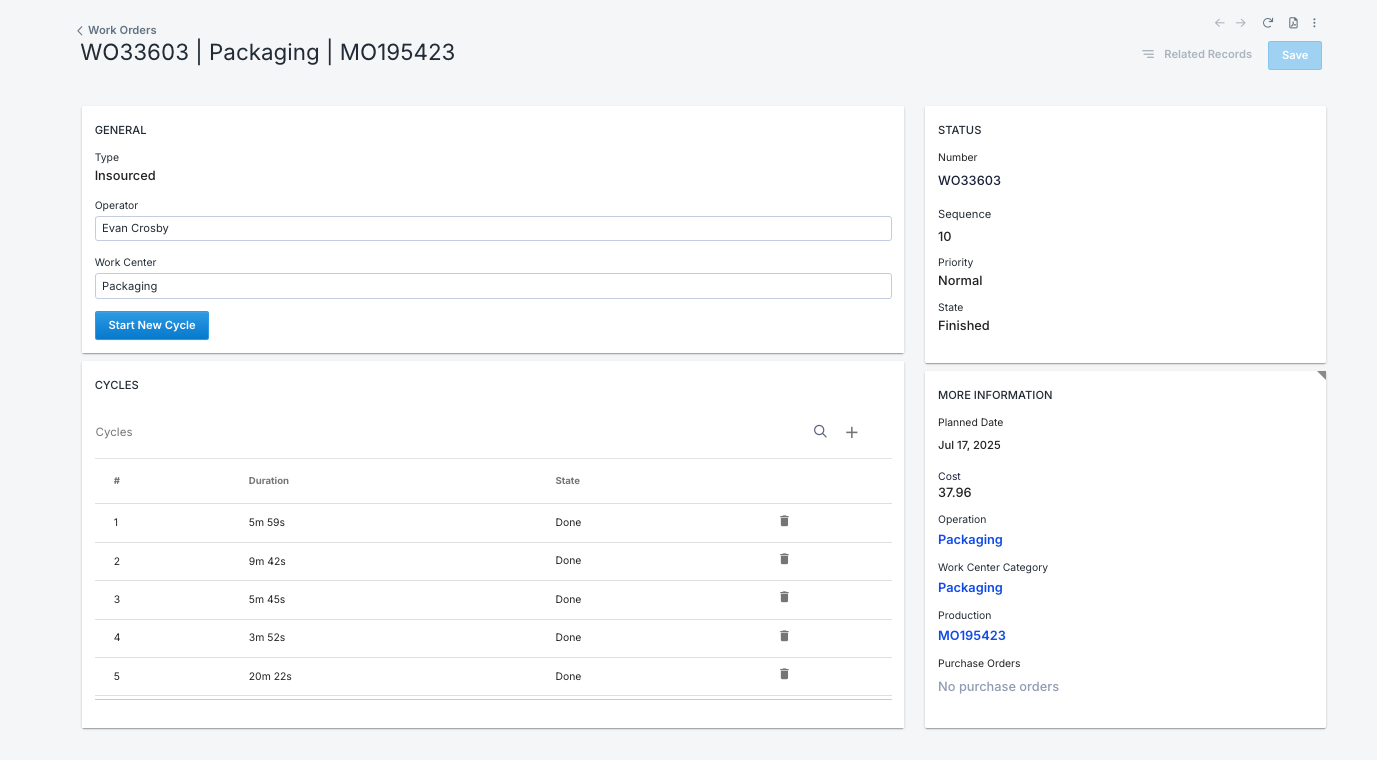 Work Orders
WO33603 | Packaging | MO195423
Related Records
Save
GENERAL
Type
Insourced
Operator
Evan Crosby
Work Center
Packaging
Start New Cycle
CYCLES
Cycles
# Duration State
1 5m 59s Done
2 9m 42s Done
3 5m 45s Done
4 3m 52s Done
5 20m 22s Done
STATUS
Number
WO33603
Sequence
10
Priority
Normal
State
Finished
MORE INFORMATION
Planned Date
Jul 17, 2025
Cost
37.96
Operation
Packaging
Work Center Category
Packaging
Production
MO195423
Purchase Orders
No purchase orders